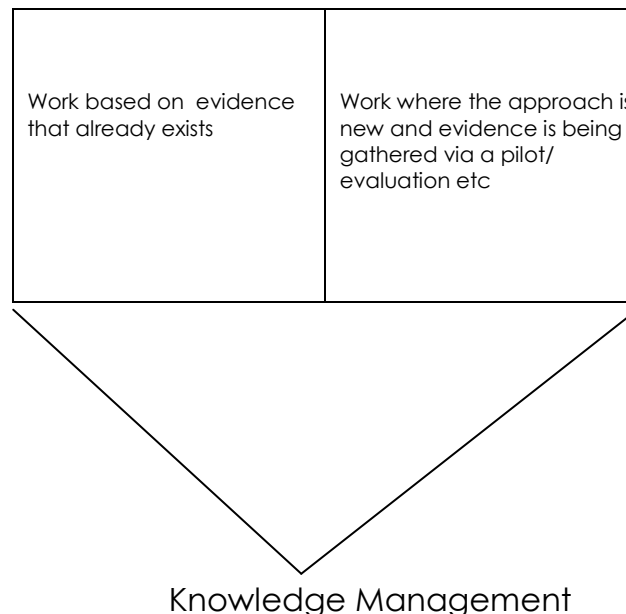 Work based on evidence
that already exists
Work where the approach is
new and evidence is being
gathered via a pilot/
evaluation etc
Knowledge Management